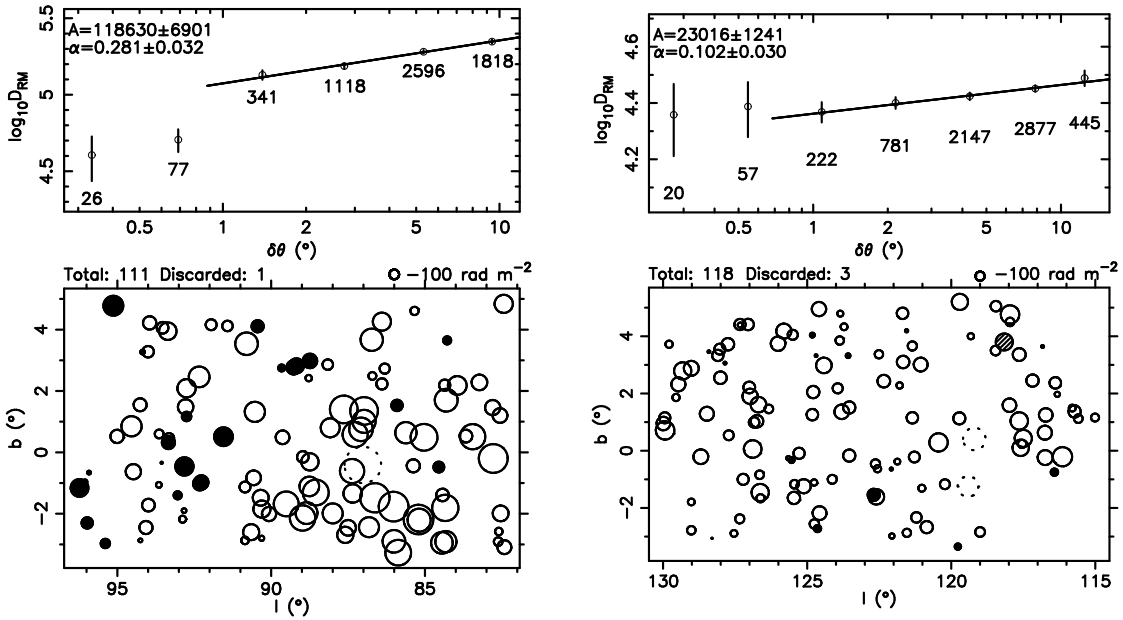 A=118630±6901
α=0.281±0.032
log₁₀D_RM
5.5
5
4.5
26
77
341
1118
2596
1818
0.5 1 2 5 10
δθ (°)
A=23016±1241
α=0.102±0.030
log₁₀D_RM
4.6
4.4
4.2
20
57
222
781
2147
2877
445
0.5 1 2 5 10
δθ (°)
Total: 111 Discarded: 1 −100 rad m⁻²
b (°)
4
2
0
−2
95 90 85
l (°)
Total: 118 Discarded: 3 −100 rad m⁻²
b (°)
4
2
0
−2
130 125 120 115
l (°)